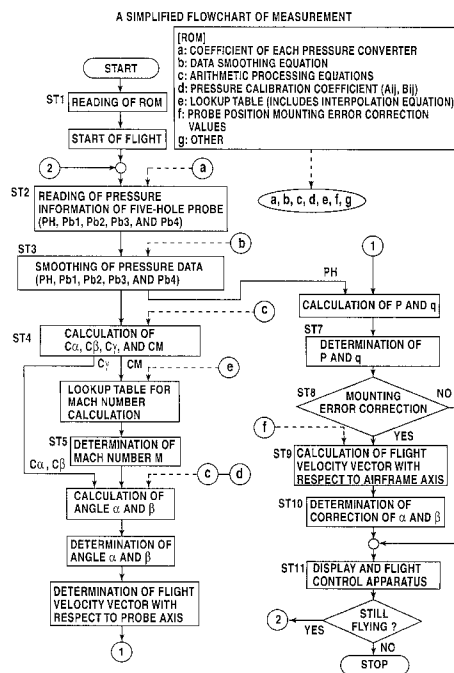 A SIMPLIFIED FLOWCHART OF MEASUREMENT
[ROM]
a: COEFFICIENT OF EACH PRESSURE CONVERTER
b: DATA SMOOTHING EQUATION
c: ARITHMETIC PROCESSING EQUATIONS
d: PRESSURE CALIBRATION COEFFICIENT (Aij, Bij)
e: LOOKUP TABLE (INCLUDES INTERPOLATION EQUATION)
f: PROBE POSITION MOUNTING ERROR CORRECTION
VALUES
g: OTHER
a, b, c, d, e, f, g
START
ST1
READING OF ROM
START OF FLIGHT
2
a
ST2
READING OF PRESSURE
INFORMATION OF FIVE-HOLE PROBE
(PH, Pb1, Pb2, Pb3, AND Pb4)
ST3
b
SMOOTHING OF PRESSURE DATA
(PH, Pb1, Pb2, Pb3, AND Pb4)
PH
c
ST4
CALCULATION OF
Cα, Cβ, Cγ, AND CM
Cγ
CM
e
LOOKUP TABLE FOR
MACH NUMBER
CALCULATION
ST5
DETERMINATION OF
MACH NUMBER M
Cα, Cβ
c
d
CALCULATION OF
ANGLE α AND β
DETERMINATION OF
ANGLE α AND β
DETERMINATION OF FLIGHT
VELOCITY VECTOR WITH
RESPECT TO PROBE AXIS
1
1
CALCULATION OF P AND q
ST7
DETERMINATION OF
P AND q
ST8
MOUNTING
ERROR CORRECTION
NO
YES
f
ST9
CALCULATION OF FLIGHT
VELOCITY VECTOR WITH
RESPECT TO AIRFRAME AXIS
ST10
DETERMINATION OF
CORRECTION OF α AND β
ST11
DISPLAY AND FLIGHT
CONTROL APPARATUS
2
YES
STILL
FLYING ?
NO
STOP